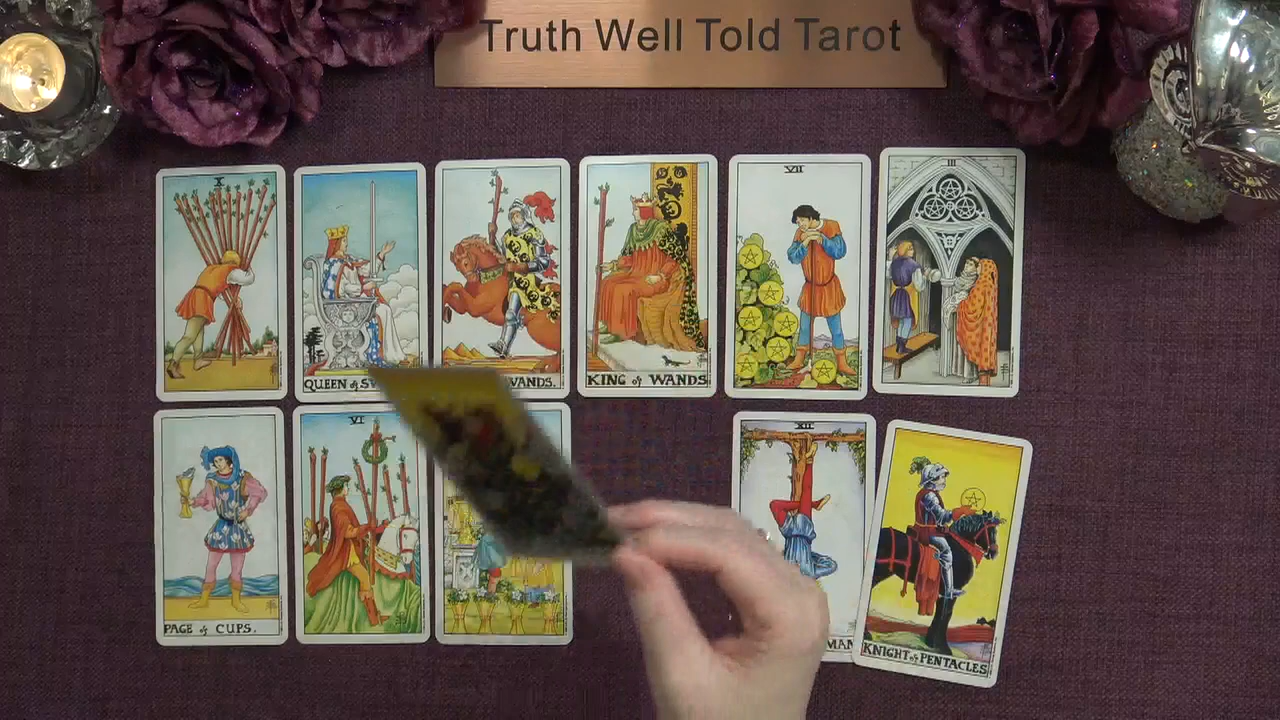 Truth Well Told Tarot
X
VII
III
QUEEN of SW
WANDS.
KING of WANDS
VI
XII
PAGE of CUPS.
MAN
KNIGHT of PENTACLES